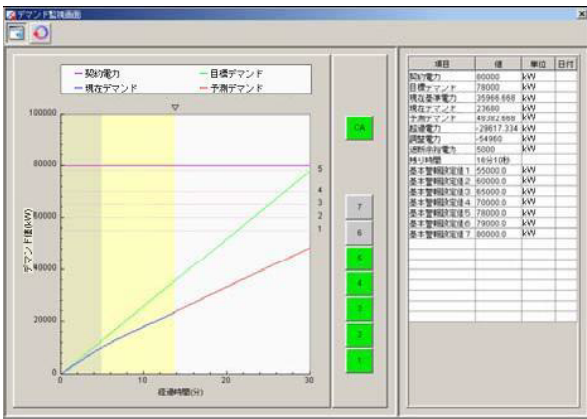 デマンド監視画面
契約電力
目標デマンド
現在デマンド
予測デマンド
100000
80000
60000
40000
20000
0
デマンド値(kW)
0
10
20
30
経過時間(分)
5
4
3
2
1
CA
7
6
5
4
3
2
1
項目 値 単位 日付
契約電力 80000 kW
目標デマンド 78000 kW
現在基準電力 35966.668 kW
現在デマンド 23680 kW
予測デマンド 48382.668 kW
超過電力 -29617.334 kW
調整電力 -54960 kW
遮断余裕電力 5000 kW
残り時間 16分10秒
基本警報設定値1 55000.0 kW
基本警報設定値2 60000.0 kW
基本警報設定値3 65000.0 kW
基本警報設定値4 70000.0 kW
基本警報設定値5 78000.0 kW
基本警報設定値6 79000.0 kW
基本警報設定値7 80000.0 kW